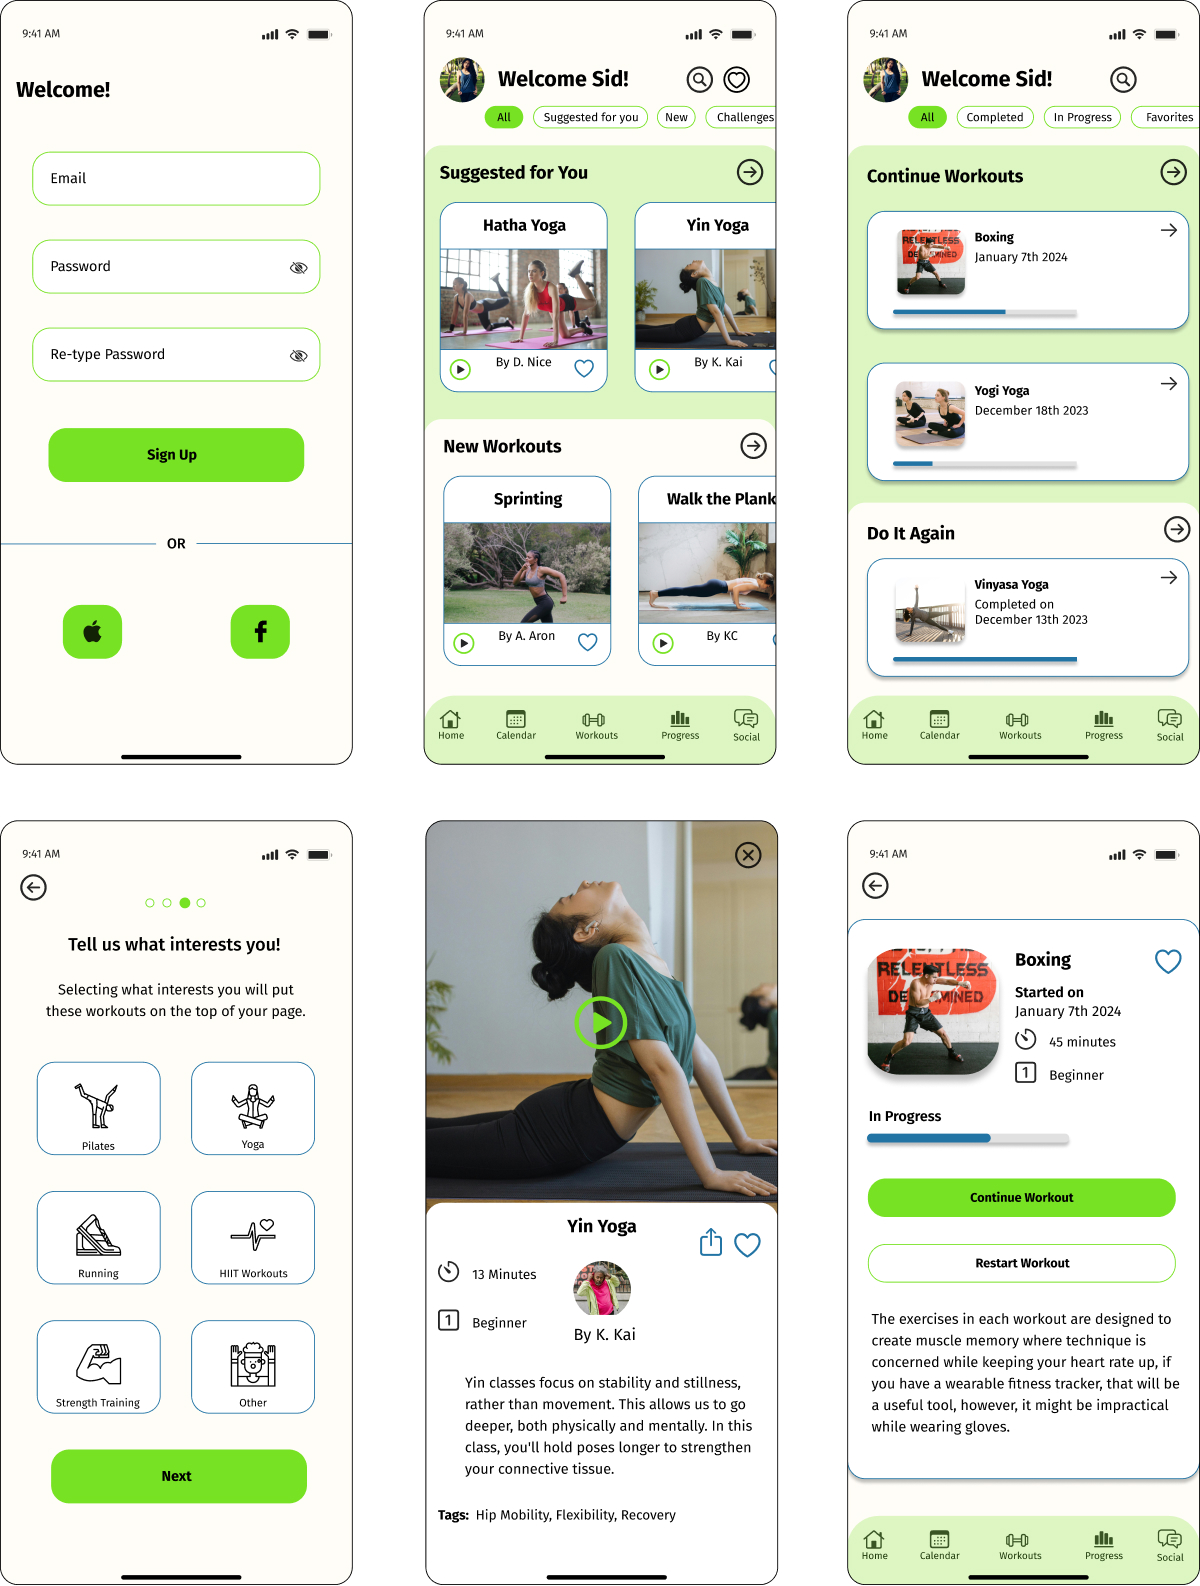 9:41 AM
Welcome!
Email
Password
Re-type Password
Sign Up
OR
9:41 AM
Welcome Sid!
All
Suggested for you
New
Challenges
Suggested for You
Hatha Yoga
By D. Nice
Yin Yoga
By K. Kai
New Workouts
Sprinting
By A. Aron
Walk the Plank
By KC
Home
Calendar
Workouts
Progress
Social
9:41 AM
Welcome Sid!
All
Completed
In Progress
Favorites
Continue Workouts
RELENTLESS
Boxing
January 7th 2024
Yogi Yoga
December 18th 2023
Do It Again
Vinyasa Yoga
Completed on
December 13th 2023
Home
Calendar
Workouts
Progress
Social
9:41 AM
Tell us what interests you!
Selecting what interests you will put
these workouts on the top of your page.
Pilates
Yoga
Running
HIIT Workouts
Strength Training
Other
Next
Yin Yoga
13 Minutes
1
Beginner
By K. Kai
Yin classes focus on stability and stillness,
rather than movement. This allows us to go
deeper, both physically and mentally. In this
class, you'll hold poses longer to strengthen
your connective tissue.
Tags: Hip Mobility, Flexibility, Recovery
9:41 AM
RELENTLESS
DE MINED
Boxing
Started on
January 7th 2024
45 minutes
1
Beginner
In Progress
Continue Workout
Restart Workout
The exercises in each workout are designed to
create muscle memory where technique is
concerned while keeping your heart rate up, if
you have a wearable fitness tracker, that will be
a useful tool, however, it might be impractical
while wearing gloves.
Home
Calendar
Workouts
Progress
Social